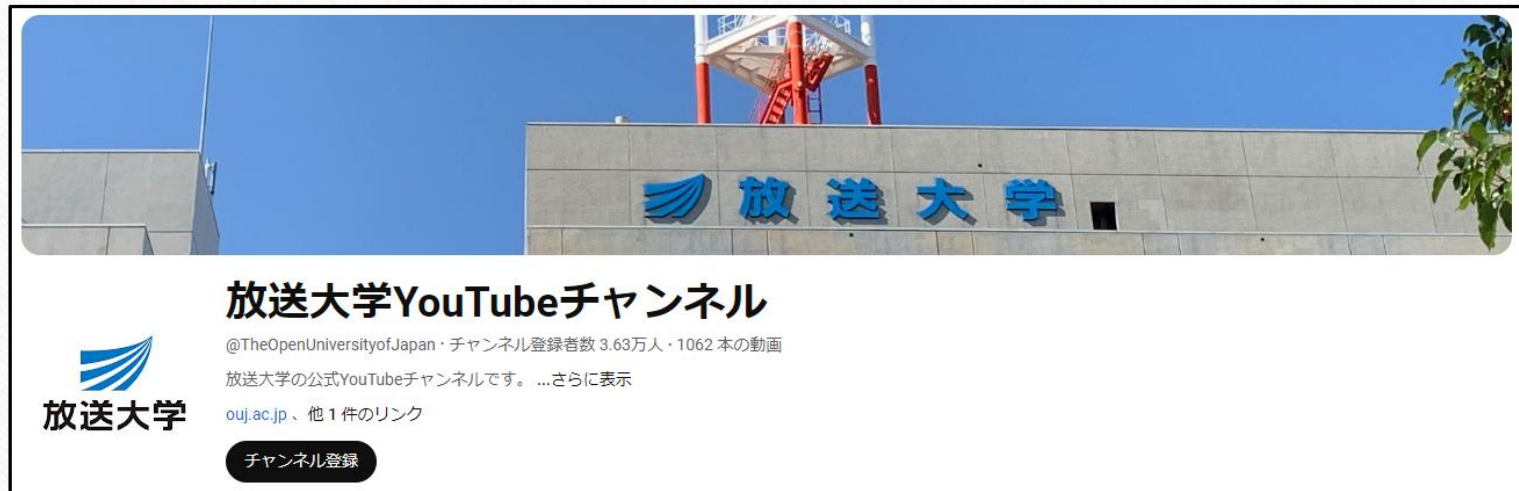 放送大学
放送大学YouTubeチャンネル
@TheOpenUniversityofJapan・チャンネル登録者数 3.63万人・1062 本の動画
放送大学の公式YouTubeチャンネルです。 ...さらに表示
放送大学
ouj.ac.jp 、他 1 件のリンク
チャンネル登録